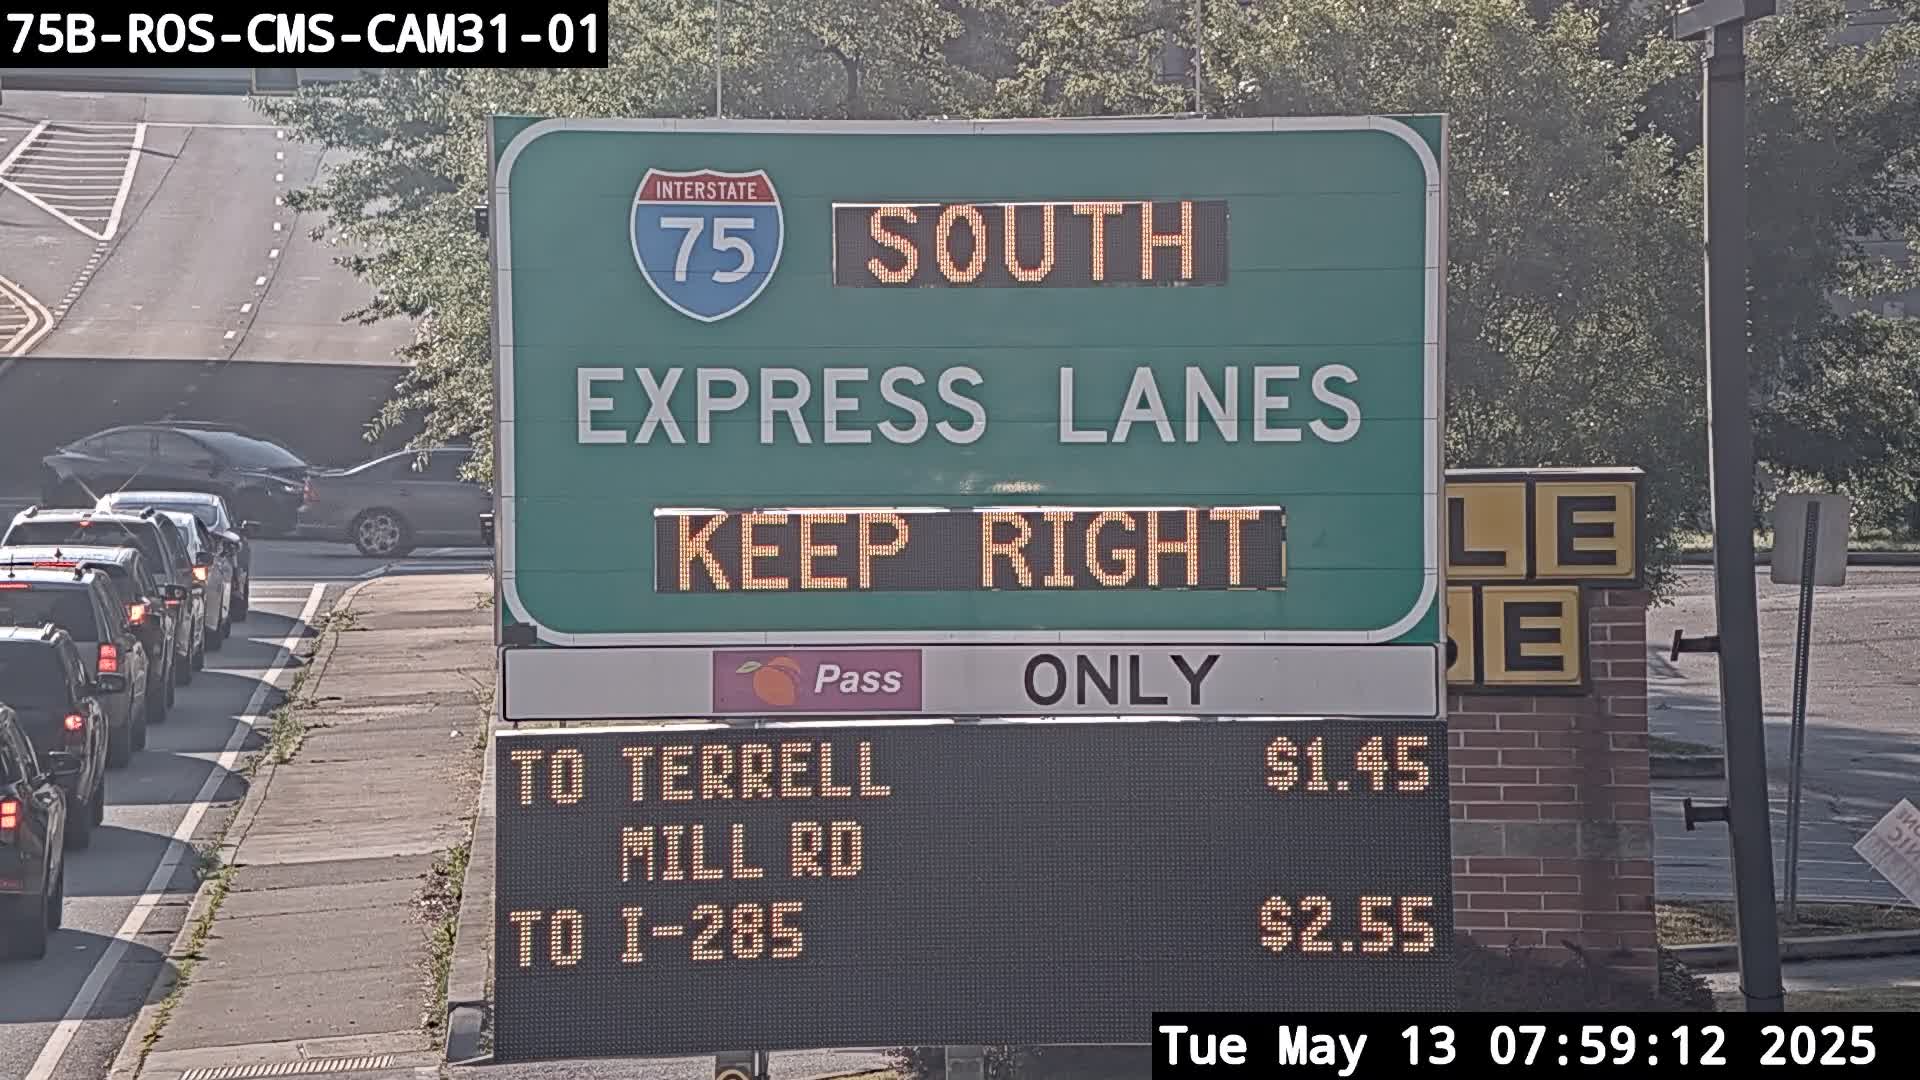 75B-ROS-CMS-CAM31-01
INTERSTATE
75
SOUTH
EXPRESS LANES
KEEP RIGHT
Pass ONLY
TO TERRELL $1.45
MILL RD
TO I-285 $2.55
LE
E
Tue May 13 07:59:12 2025